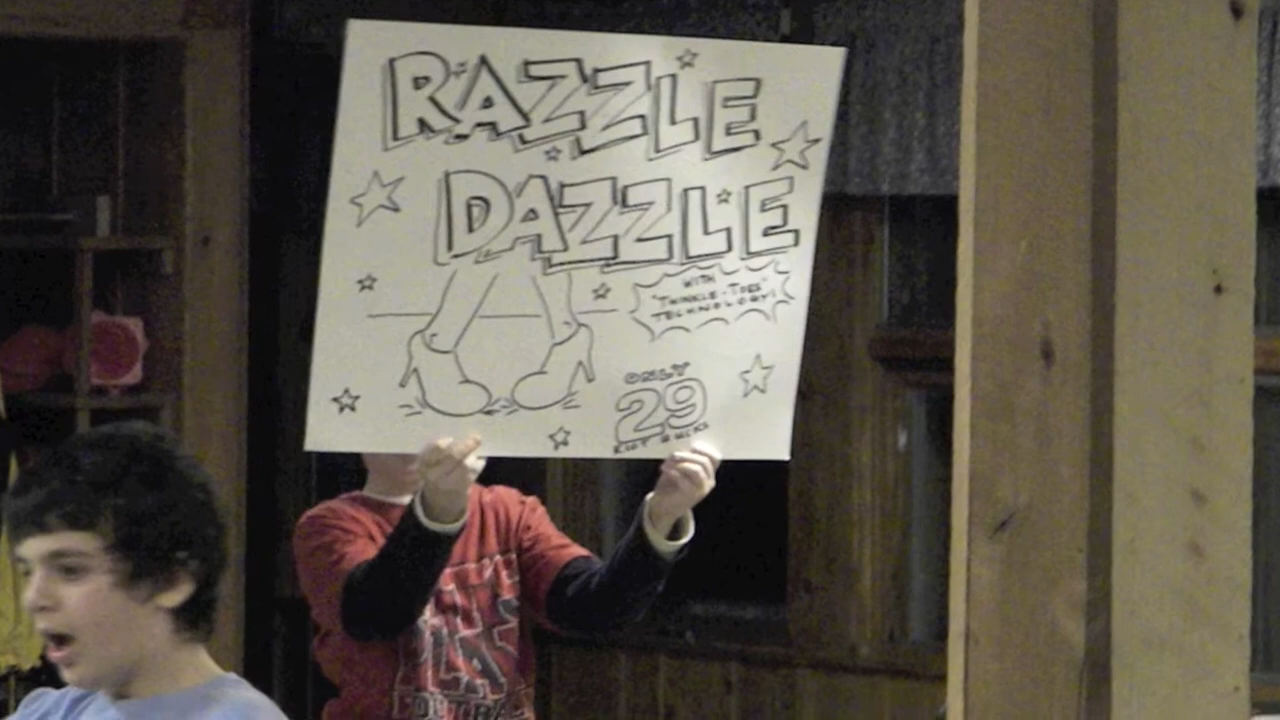 RAZZLE
DAZZLE
WITH
"TWINKLE-TOES"
TECHNOLOGY!
ONLY
29